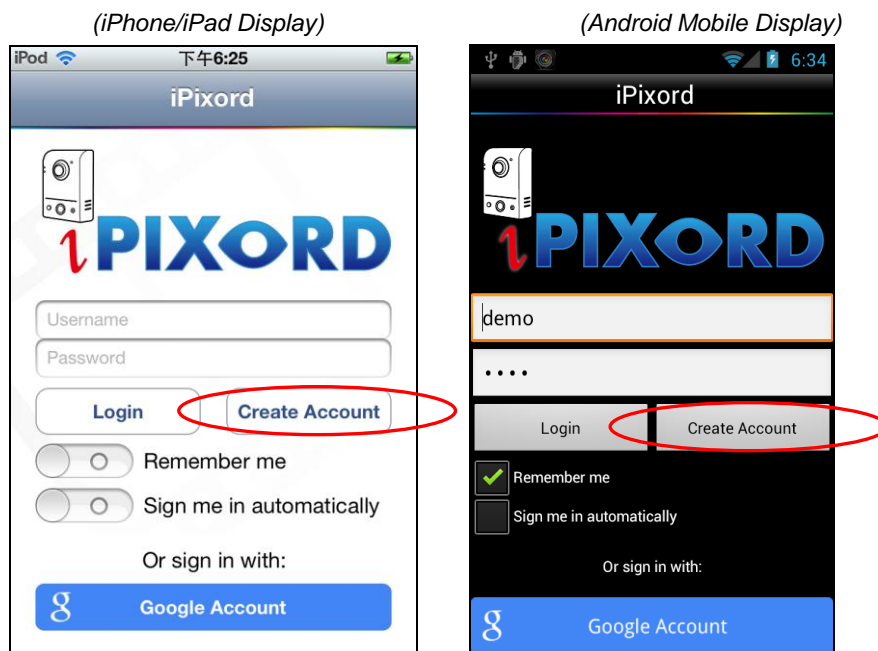 (iPhone/iPad Display)
iPod 下午6:25
iPixord
iPIXORD
Username
Password
Login Create Account
Remember me
Sign me in automatically
Or sign in with:
g Google Account
(Android Mobile Display)
6:34
iPixord
iPIXORD
demo
••••
Login Create Account
Remember me
Sign me in automatically
Or sign in with:
g Google Account